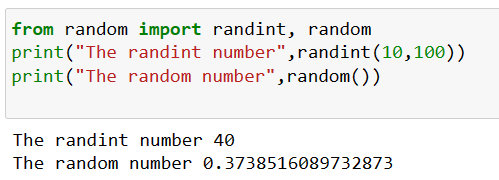 from random import randint, random
print("The randint number",randint(10,100))
print("The random number",random())
The randint number 40
The random number 0.3738516089732873